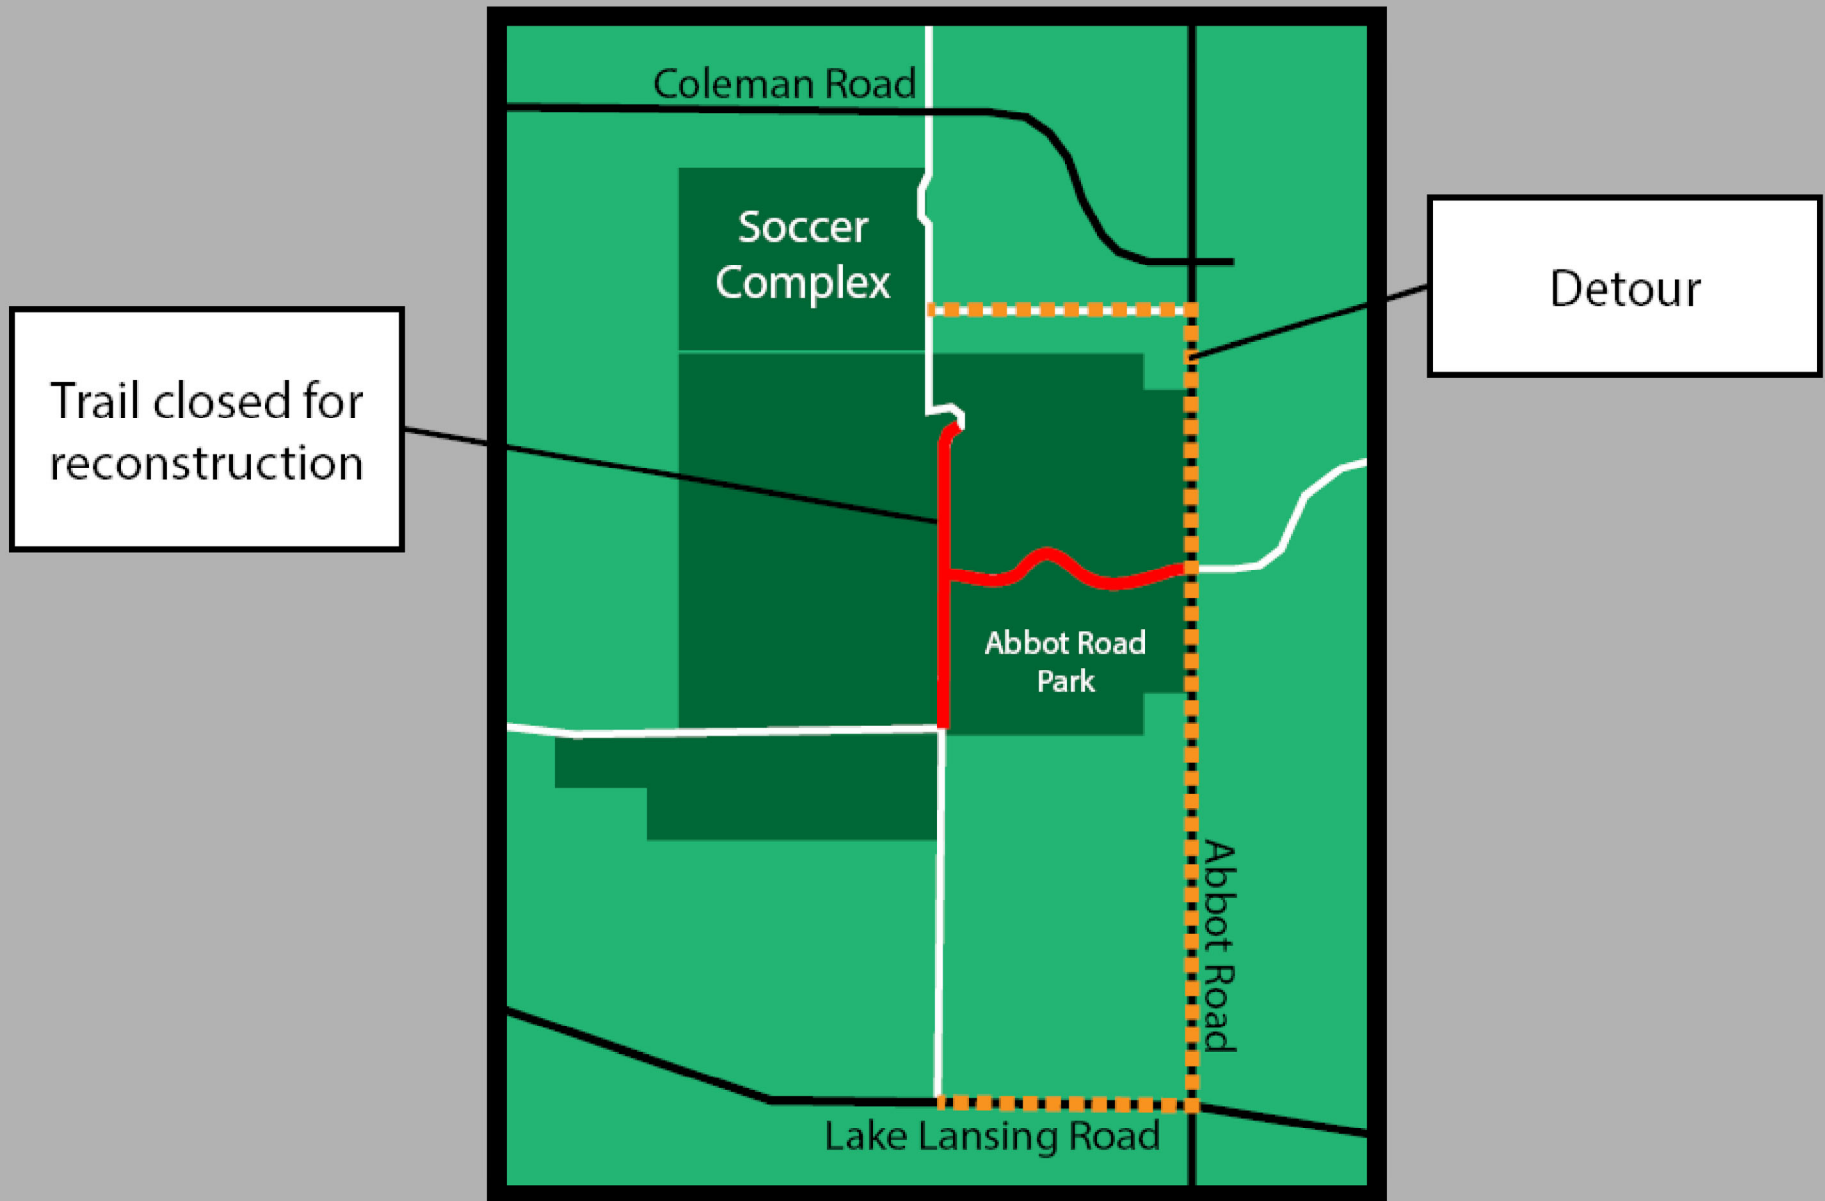 Coleman Road
Soccer
Complex
Detour
Trail closed for
reconstruction
Abbot Road
Park
Abbot Road
Lake Lansing Road